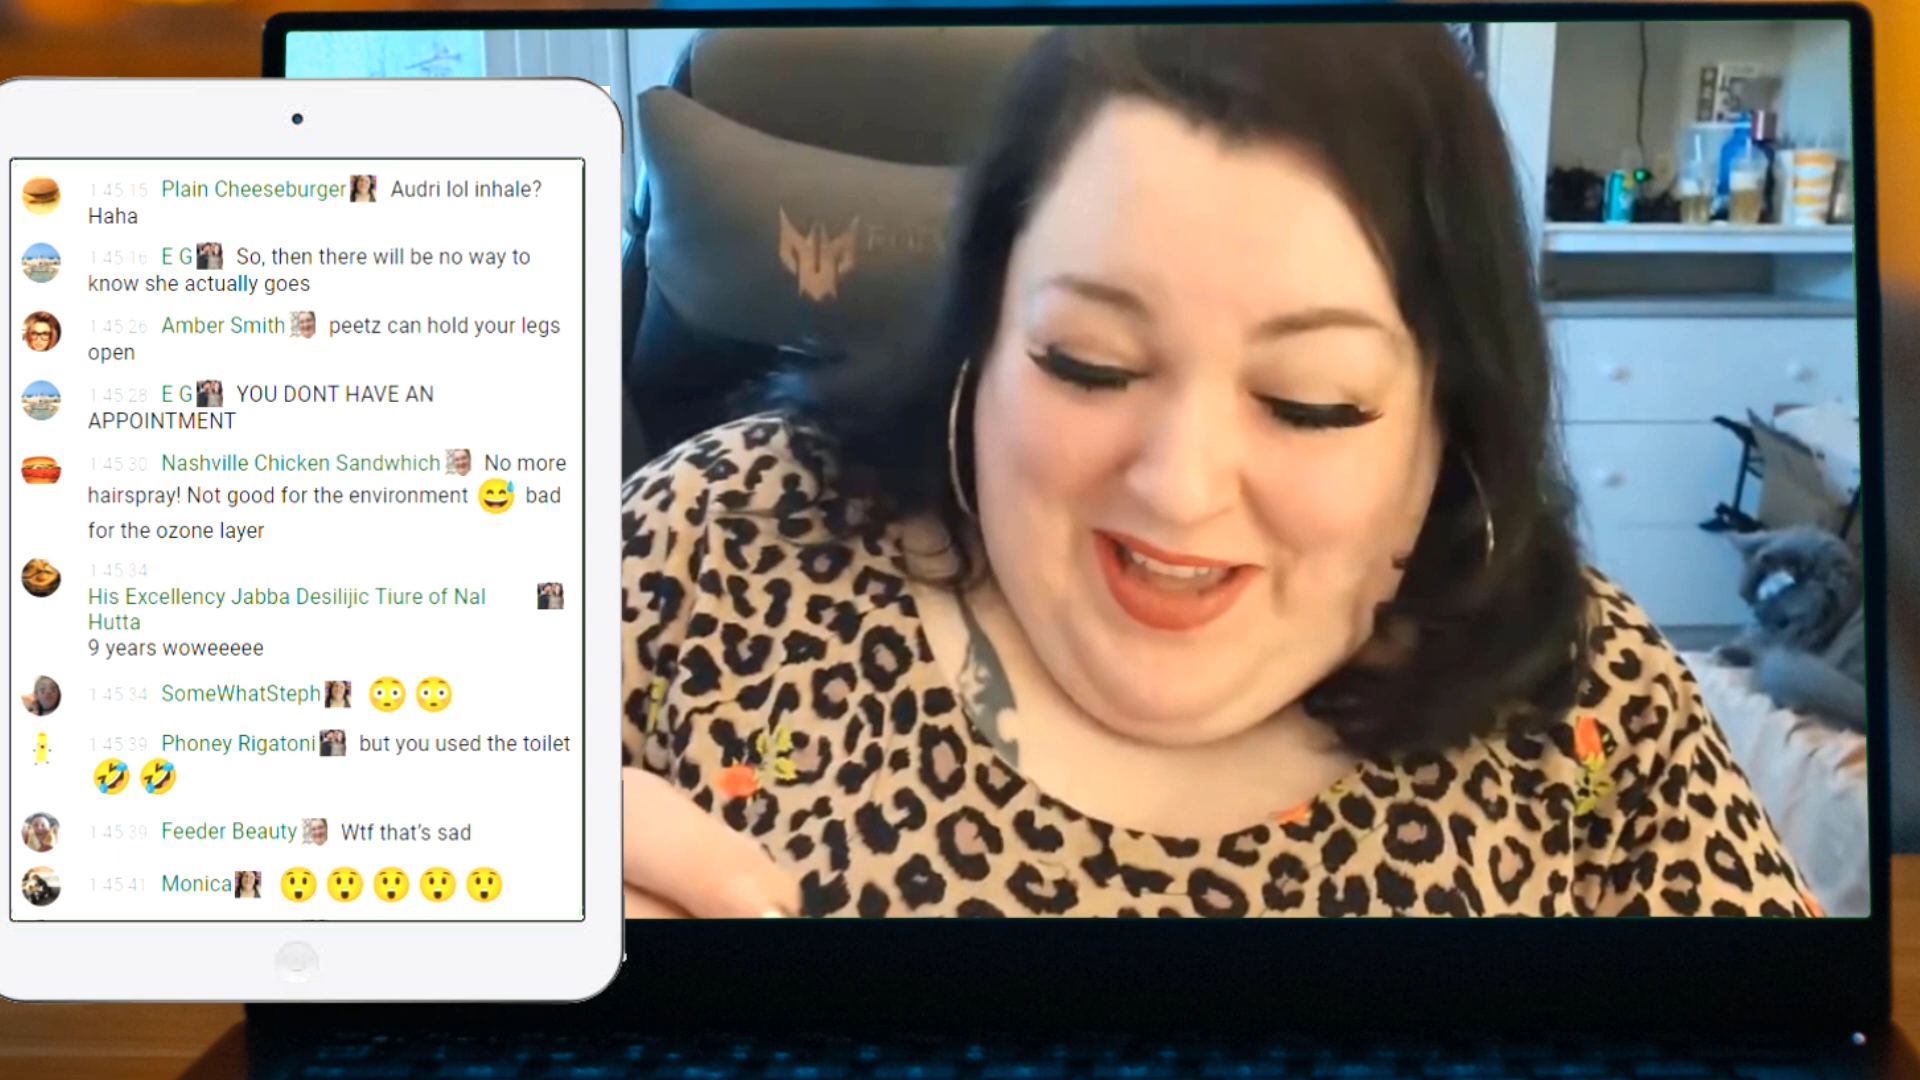 1:45:15 Plain Cheeseburger Audri lol inhale?
Haha
1:45:16 E G So, then there will be no way to
know she actually goes
1:45:26 Amber Smith peetz can hold your legs
open
1:45:28 E G YOU DONT HAVE AN
APPOINTMENT
1:45:30 Nashville Chicken Sandwhich No more
hairspray! Not good for the environment 😅 bad
for the ozone layer
1:45:34
His Excellency Jabba Desilijic Tiure of Nal
Hutta
9 years woweeeee
1:45:34 SomeWhatSteph 😳 😳
1:45:39 Phoney Rigatoni but you used the toilet
🤣 🤣
1:45:39 Feeder Beauty Wtf that's sad
1:45:41 Monica 😲 😲 😲 😲 😲